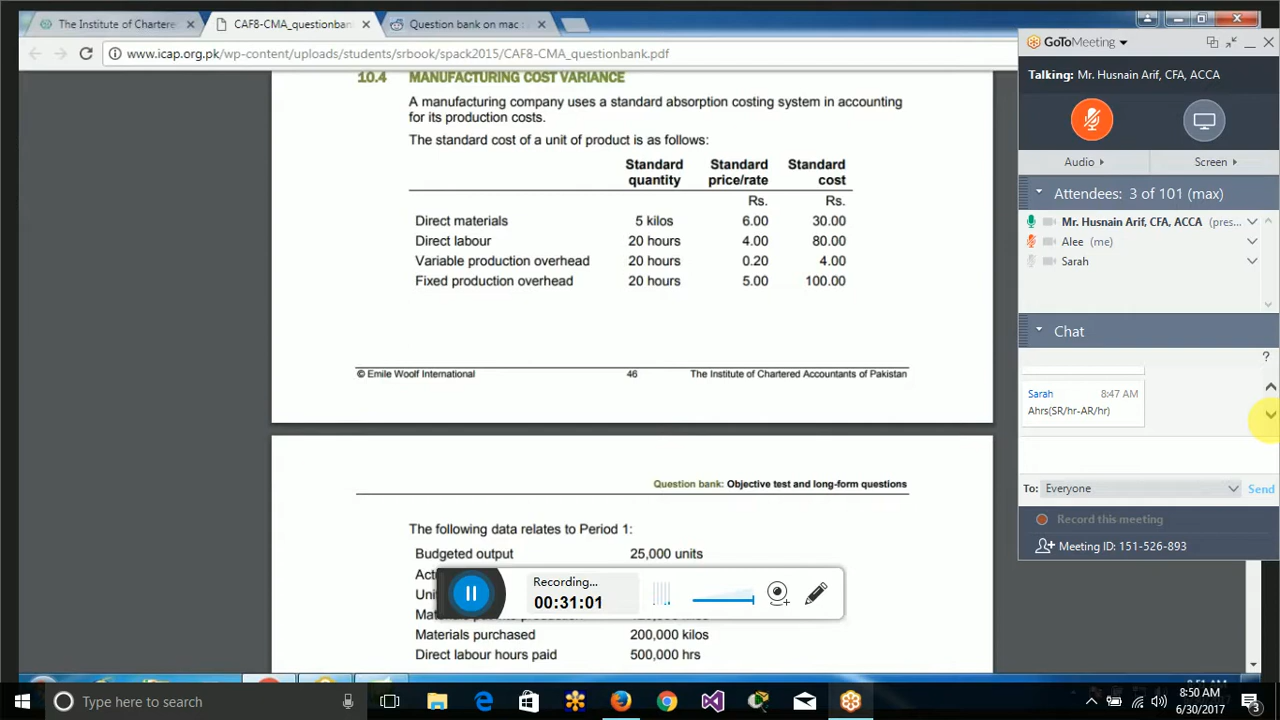 The Institute of Chartere
CAF8-CMA_questionban
Question bank on mac :
www.icap.org.pk/wp-content/uploads/students/srbook/spack2015/CAF8-CMA_questionbank.pdf
10.4 MANUFACTURING COST VARIANCE
A manufacturing company uses a standard absorption costing system in accounting
for its production costs.
The standard cost of a unit of product is as follows:
Standard quantity Standard price/rate Standard cost
Rs. Rs.
Direct materials 5 kilos 6.00 30.00
Direct labour 20 hours 4.00 80.00
Variable production overhead 20 hours 0.20 4.00
Fixed production overhead 20 hours 5.00 100.00
© Emile Woolf International 46 The Institute of Chartered Accountants of Pakistan
Question bank: Objective test and long-form questions
The following data relates to Period 1:
Budgeted output 25,000 units
Materials purchased 200,000 kilos
Direct labour hours paid 500,000 hrs
Recording...
00:31:01
GoToMeeting
Talking: Mr. Husnain Arif, CFA, ACCA
Audio
Screen
Attendees: 3 of 101 (max)
Mr. Husnain Arif, CFA, ACCA (pres...
Alee (me)
Sarah
Chat
?
Sarah 8:47 AM
Ahrs(SR/hr-AR/hr)
To: Everyone Send
Record this meeting
Meeting ID: 151-526-893
Type here to search
8:50 AM
6/30/2017
3